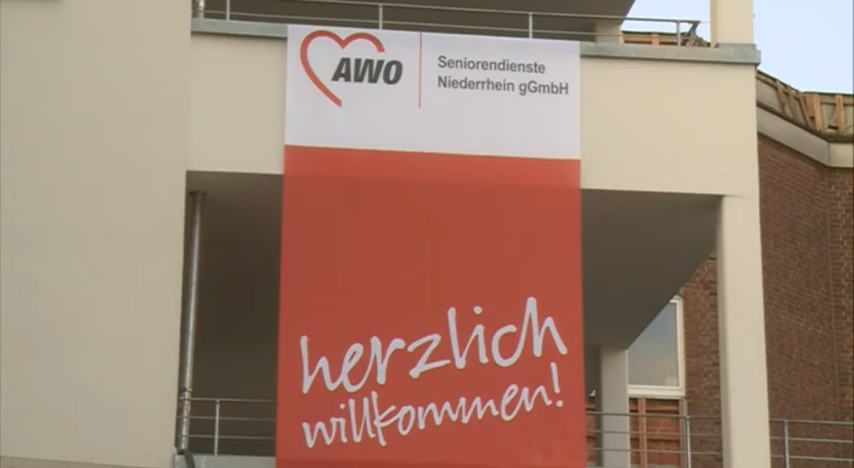 AWO
Seniorendienste
Niederrhein gGmbH
herzlich
willkommen!